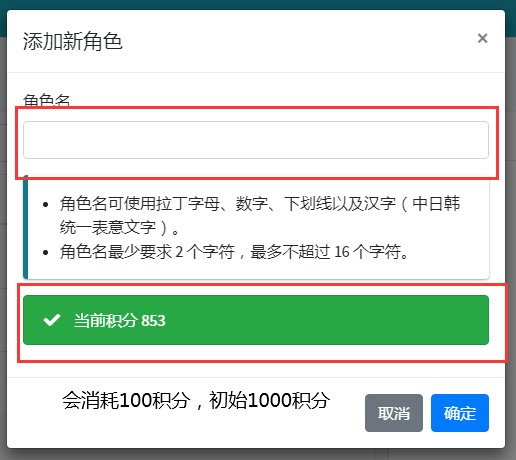 添加新角色
×
角色名
角色名可使用拉丁字母、数字、下划线以及汉字（中日韩
统一表意文字）。
角色名最少要求 2 个字符，最多不超过 16 个字符。
当前积分 853
会消耗100积分，初始1000积分
取消
确定